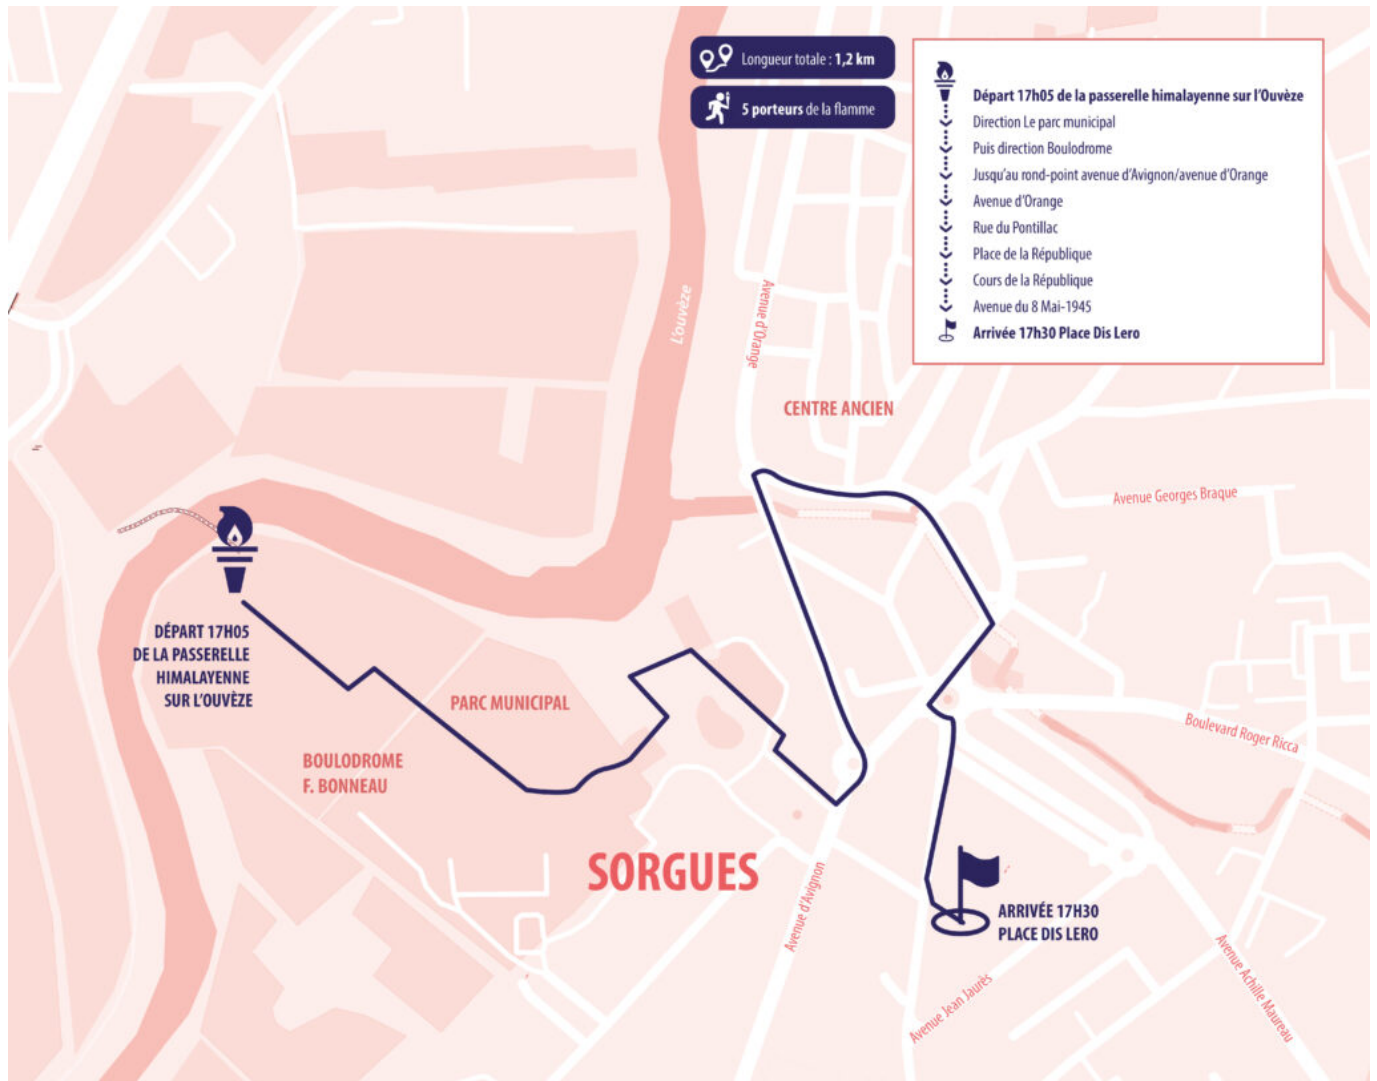 Longueur totale : 1,2 km
5 porteurs de la flamme
Départ 17h05 de la passerelle himalayenne sur l'Ouvèze
Direction Le parc municipal
Puis direction Boulodrome
Jusqu'au rond-point avenue d'Avignon/avenue d'Orange
Avenue d'Orange
Rue du Pontillac
Place de la République
Cours de la République
Avenue du 8 Mai-1945
Arrivée 17h30 Place Dis Lero
L'ouvèze
Avenue d'Orange
CENTRE ANCIEN
Avenue Georges Braque
DÉPART 17H05
DE LA PASSERELLE
HIMALAYENNE
SUR L'OUVÈZE
PARC MUNICIPAL
BOULODROME
F. BONNEAU
Boulevard Roger Ricca
SORGUES
Avenue d'Avignon
ARRIVÉE 17H30
PLACE DIS LERO
Avenue Jean Jaurès
Avenue Achille Maureau